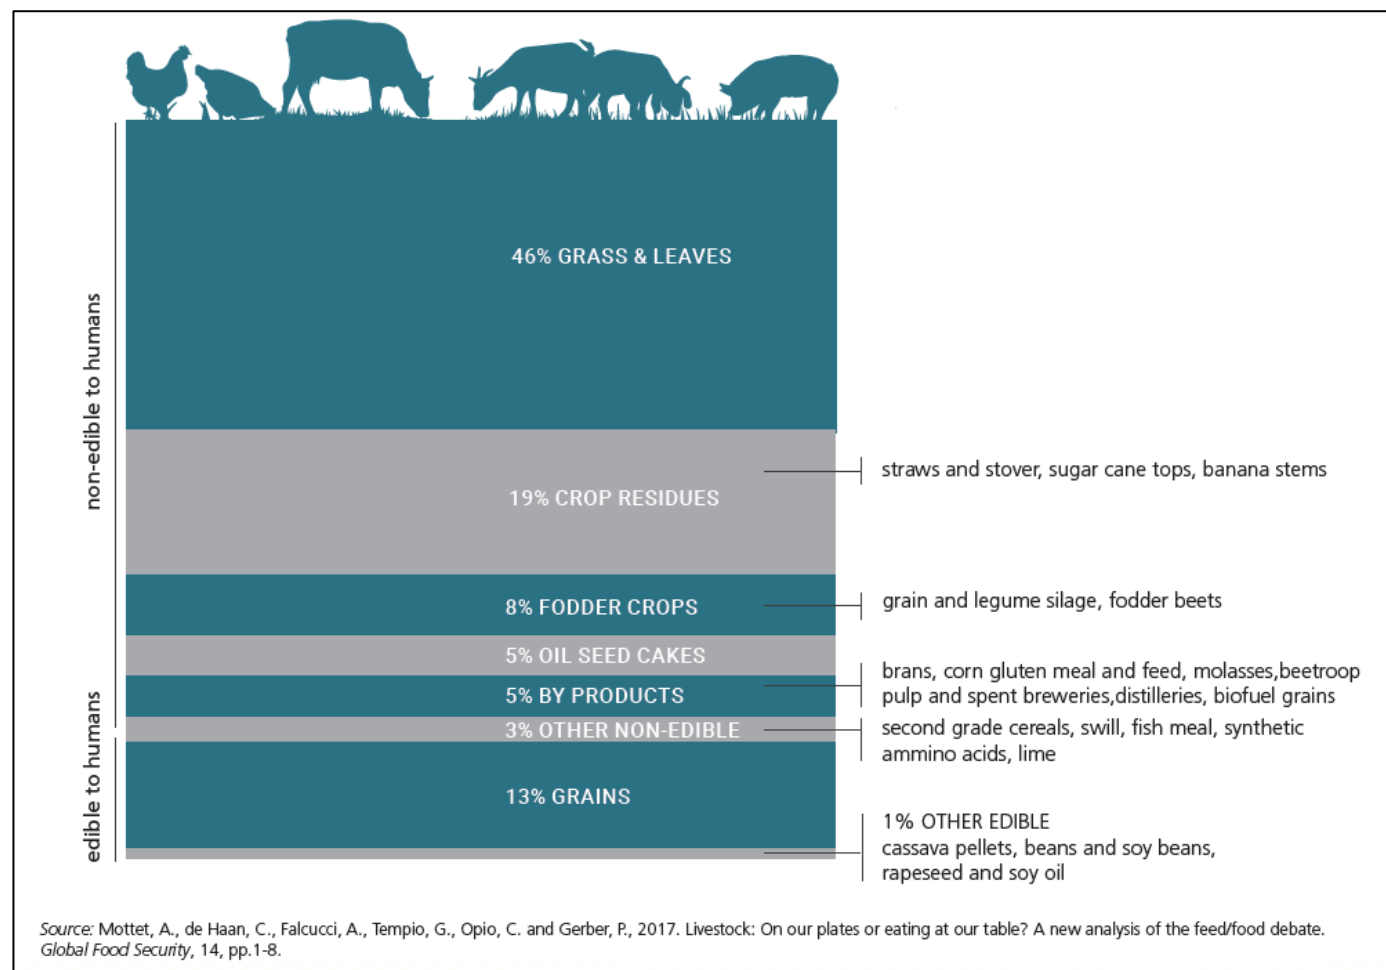 non-edible to humans
46% GRASS & LEAVES
19% CROP RESIDUES
straws and stover, sugar cane tops, banana stems
8% FODDER CROPS
grain and legume silage, fodder beets
5% OIL SEED CAKES
5% BY PRODUCTS
brans, corn gluten meal and feed, molasses,beetroop
pulp and spent breweries,distilleries, biofuel grains
3% OTHER NON-EDIBLE
second grade cereals, swill, fish meal, synthetic
ammino acids, lime
edible to humans
13% GRAINS
1% OTHER EDIBLE
cassava pellets, beans and soy beans,
rapeseed and soy oil
Source: Mottet, A., de Haan, C., Falcucci, A., Tempio, G., Opio, C. and Gerber, P., 2017. Livestock: On our plates or eating at our table? A new analysis of the feed/food debate.
Global Food Security, 14, pp.1-8.